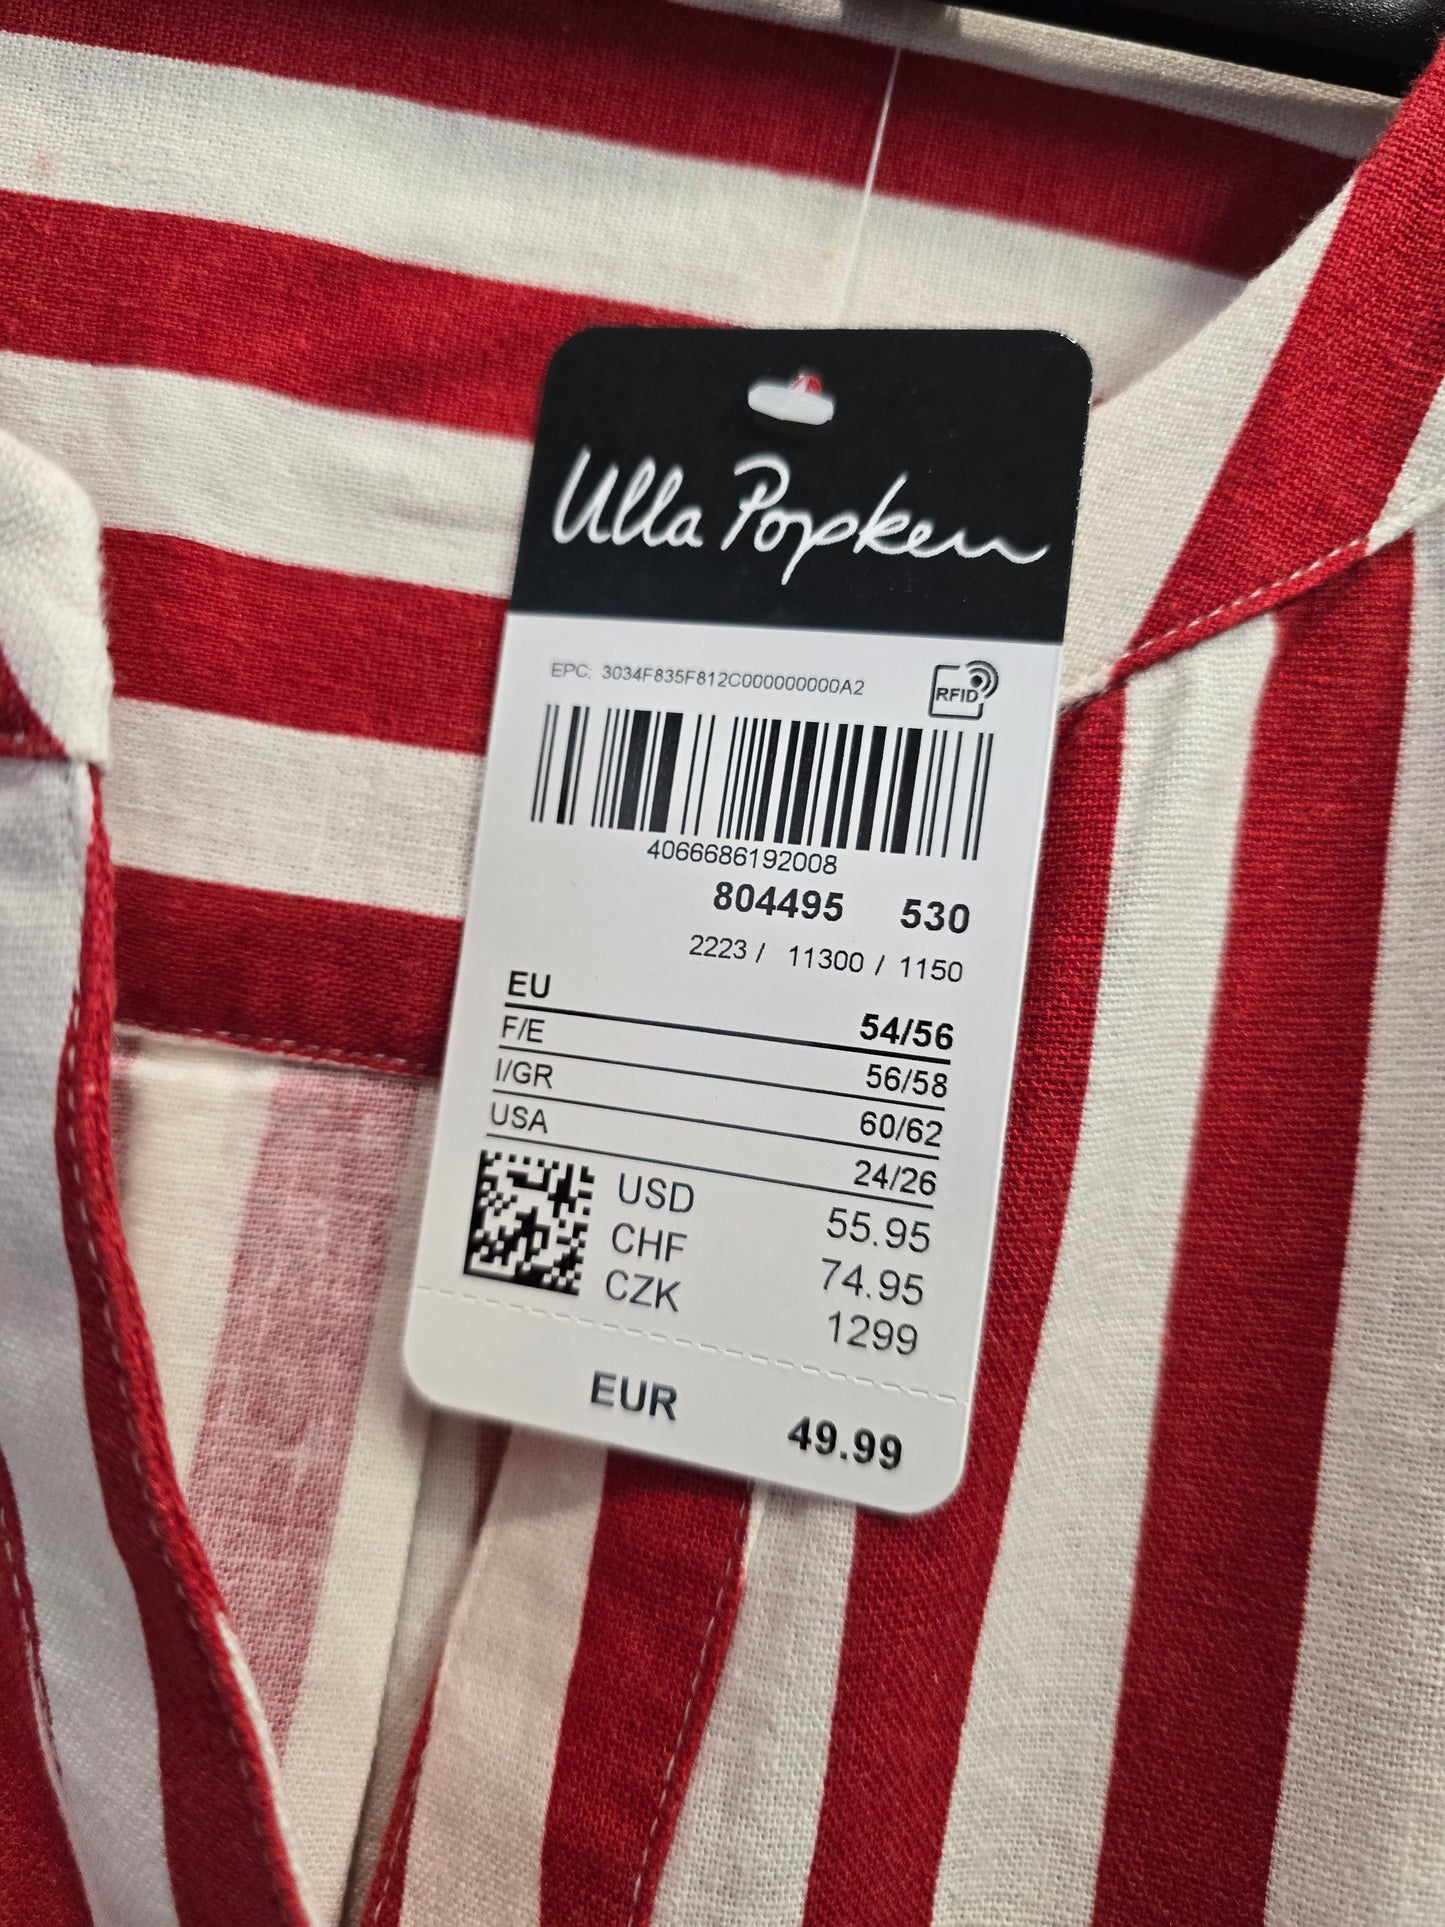 Ulla Popken
EPC: 3034F835F812C000000000A2
RFID
4066686192008
804495 530
2223 / 11300 / 1150
EU 54/56
F/E 56/58
I/GR 60/62
USA 24/26
USD 55.95
CHF 74.95
CZK 1299
EUR 49.99